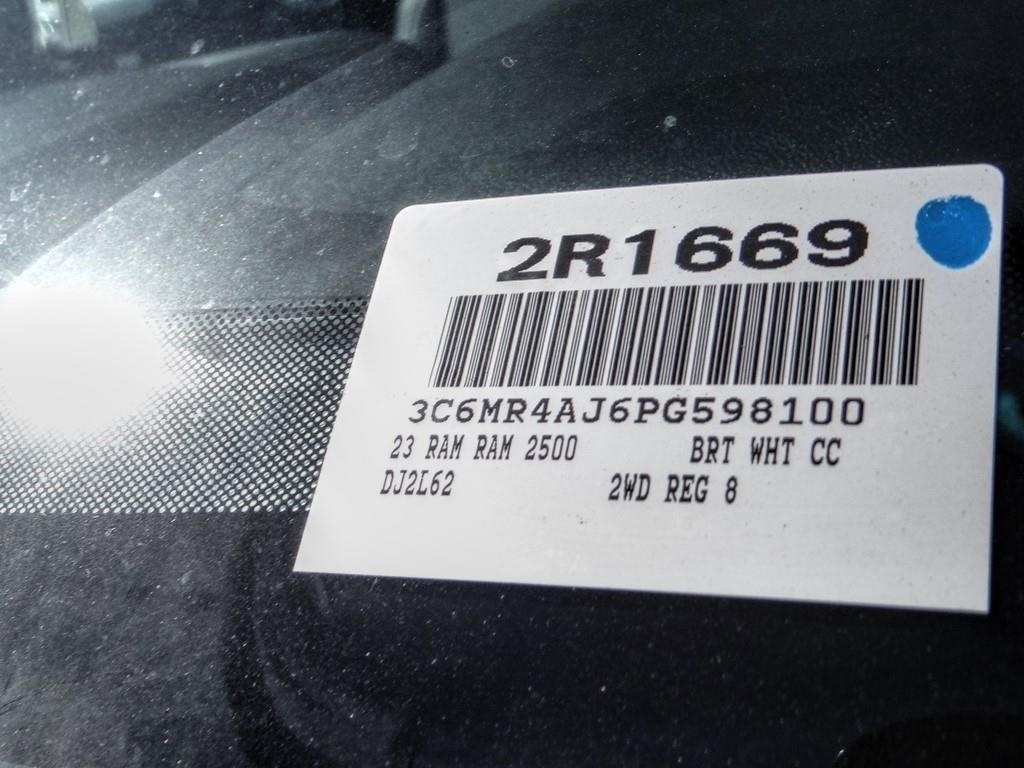 2R1669
3C6MR4AJ6PG598100
23 RAM RAM 2500 BRT WHT CC
DJ2L62 2WD REG 8